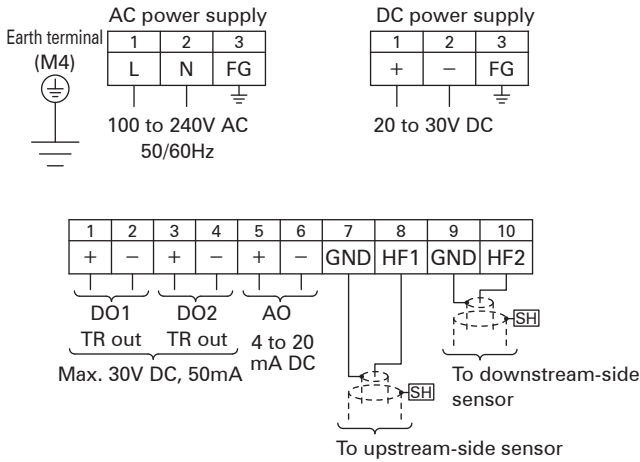 AC power supply
DC power supply
Earth terminal
(M4)
1 2 3
L N FG
100 to 240V AC
50/60Hz
1 2 3
+ − FG
20 to 30V DC
1 2 3 4 5 6 7 8 9 10
+ − + − + − GND HF1 GND HF2
DO1 DO2 AO
TR out TR out 4 to 20
mA DC
Max. 30V DC, 50mA
SH
To downstream-side
sensor
SH
To upstream-side sensor